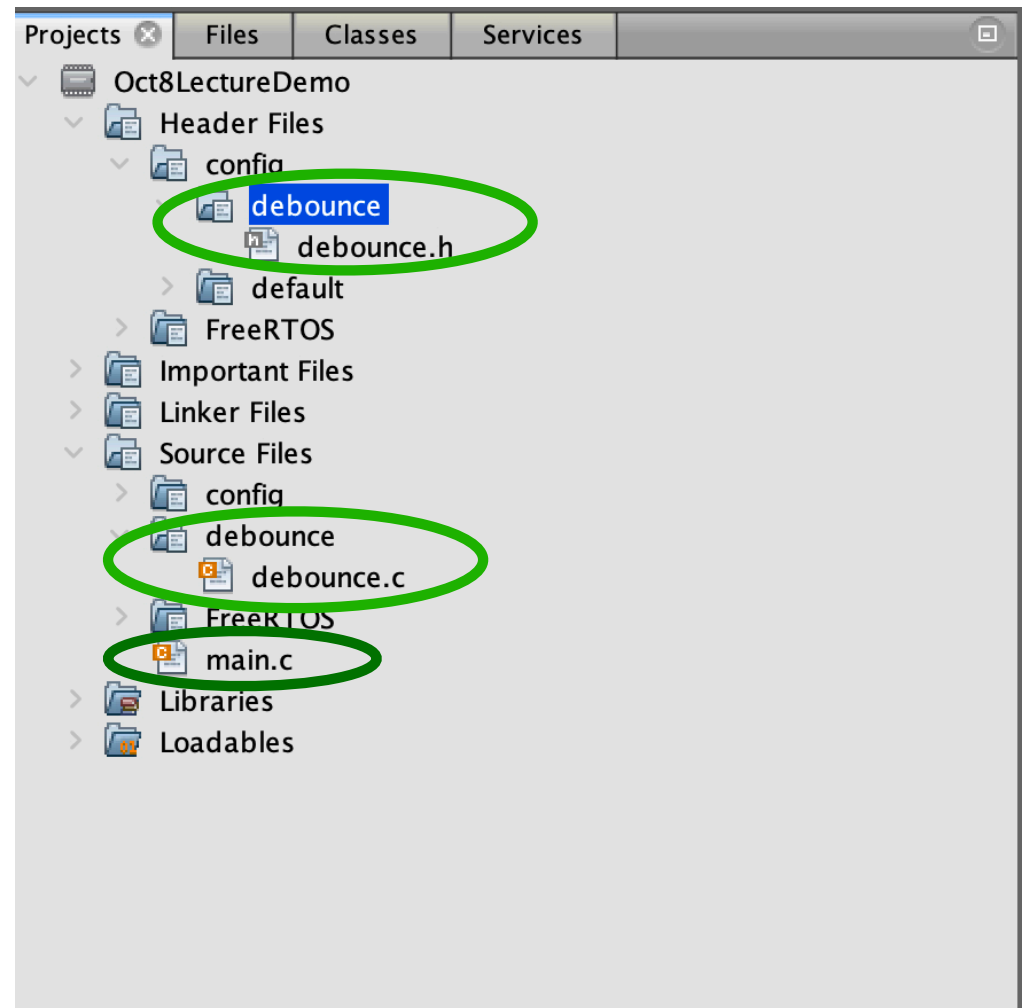 Projects Files Classes Services
Oct8LectureDemo
Header Files
config
debounce
debounce.h
default
FreeRTOS
Important Files
Linker Files
Source Files
config
debounce
debounce.c
FreeRTOS
main.c
Libraries
Loadables